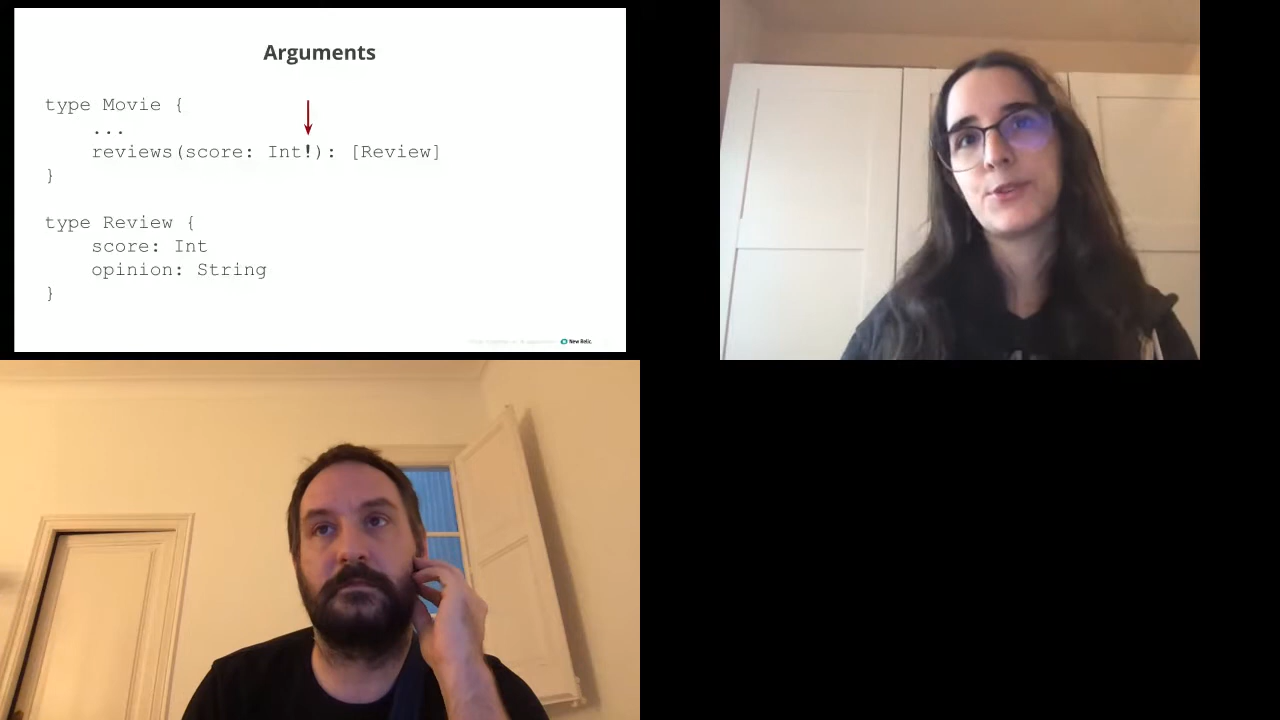 Arguments
type Movie {
...
reviews(score: Int!): [Review]
}
type Review {
score: Int
opinion: String
}
New Relic.